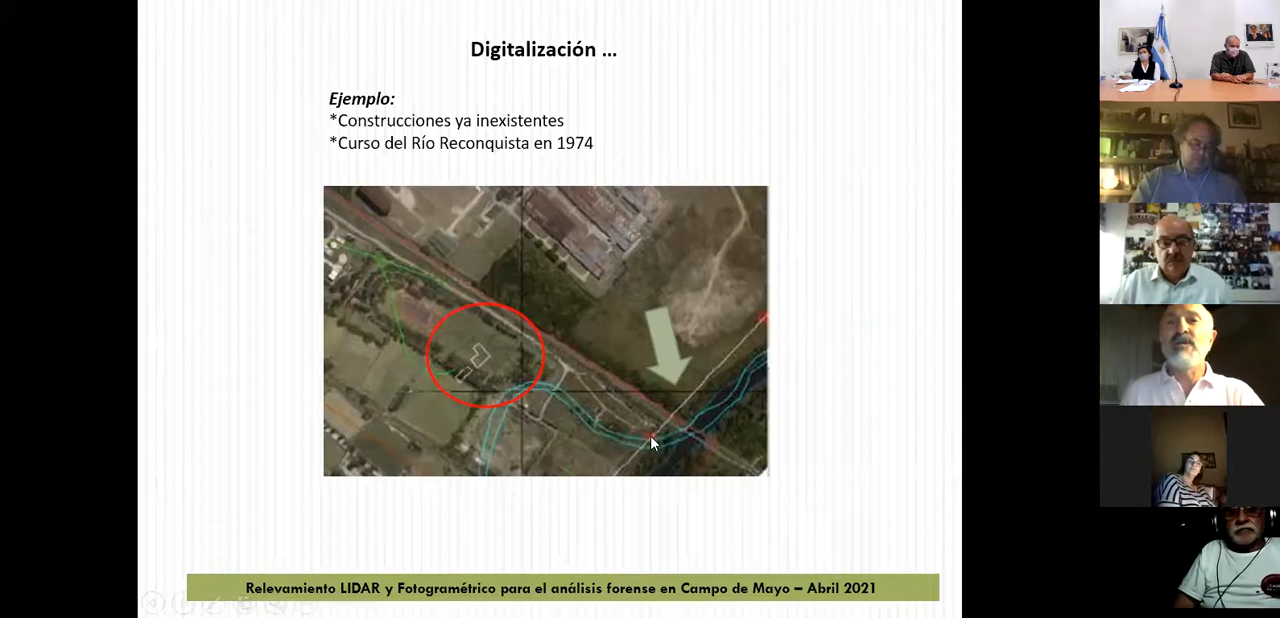 Digitalización ...
Ejemplo:
*Construcciones ya inexistentes
*Curso del Río Reconquista en 1974
Relevamiento LIDAR y Fotogramétrico para el análisis forense en Campo de Mayo – Abril 2021